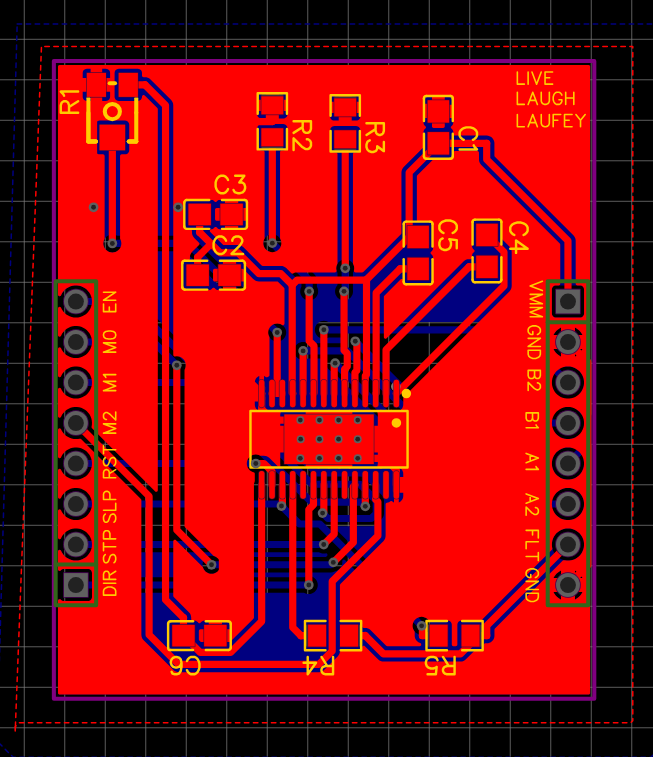 LIVE
LAUGH
LAUFEY
R1
R2
R3
C1
C3
C2
C5
C4
EN
M0
M1
M2
RST
SLP
STP
DIR
VMM
GND
B2
B1
A1
A2
FLT
GND
C6
R4
R5